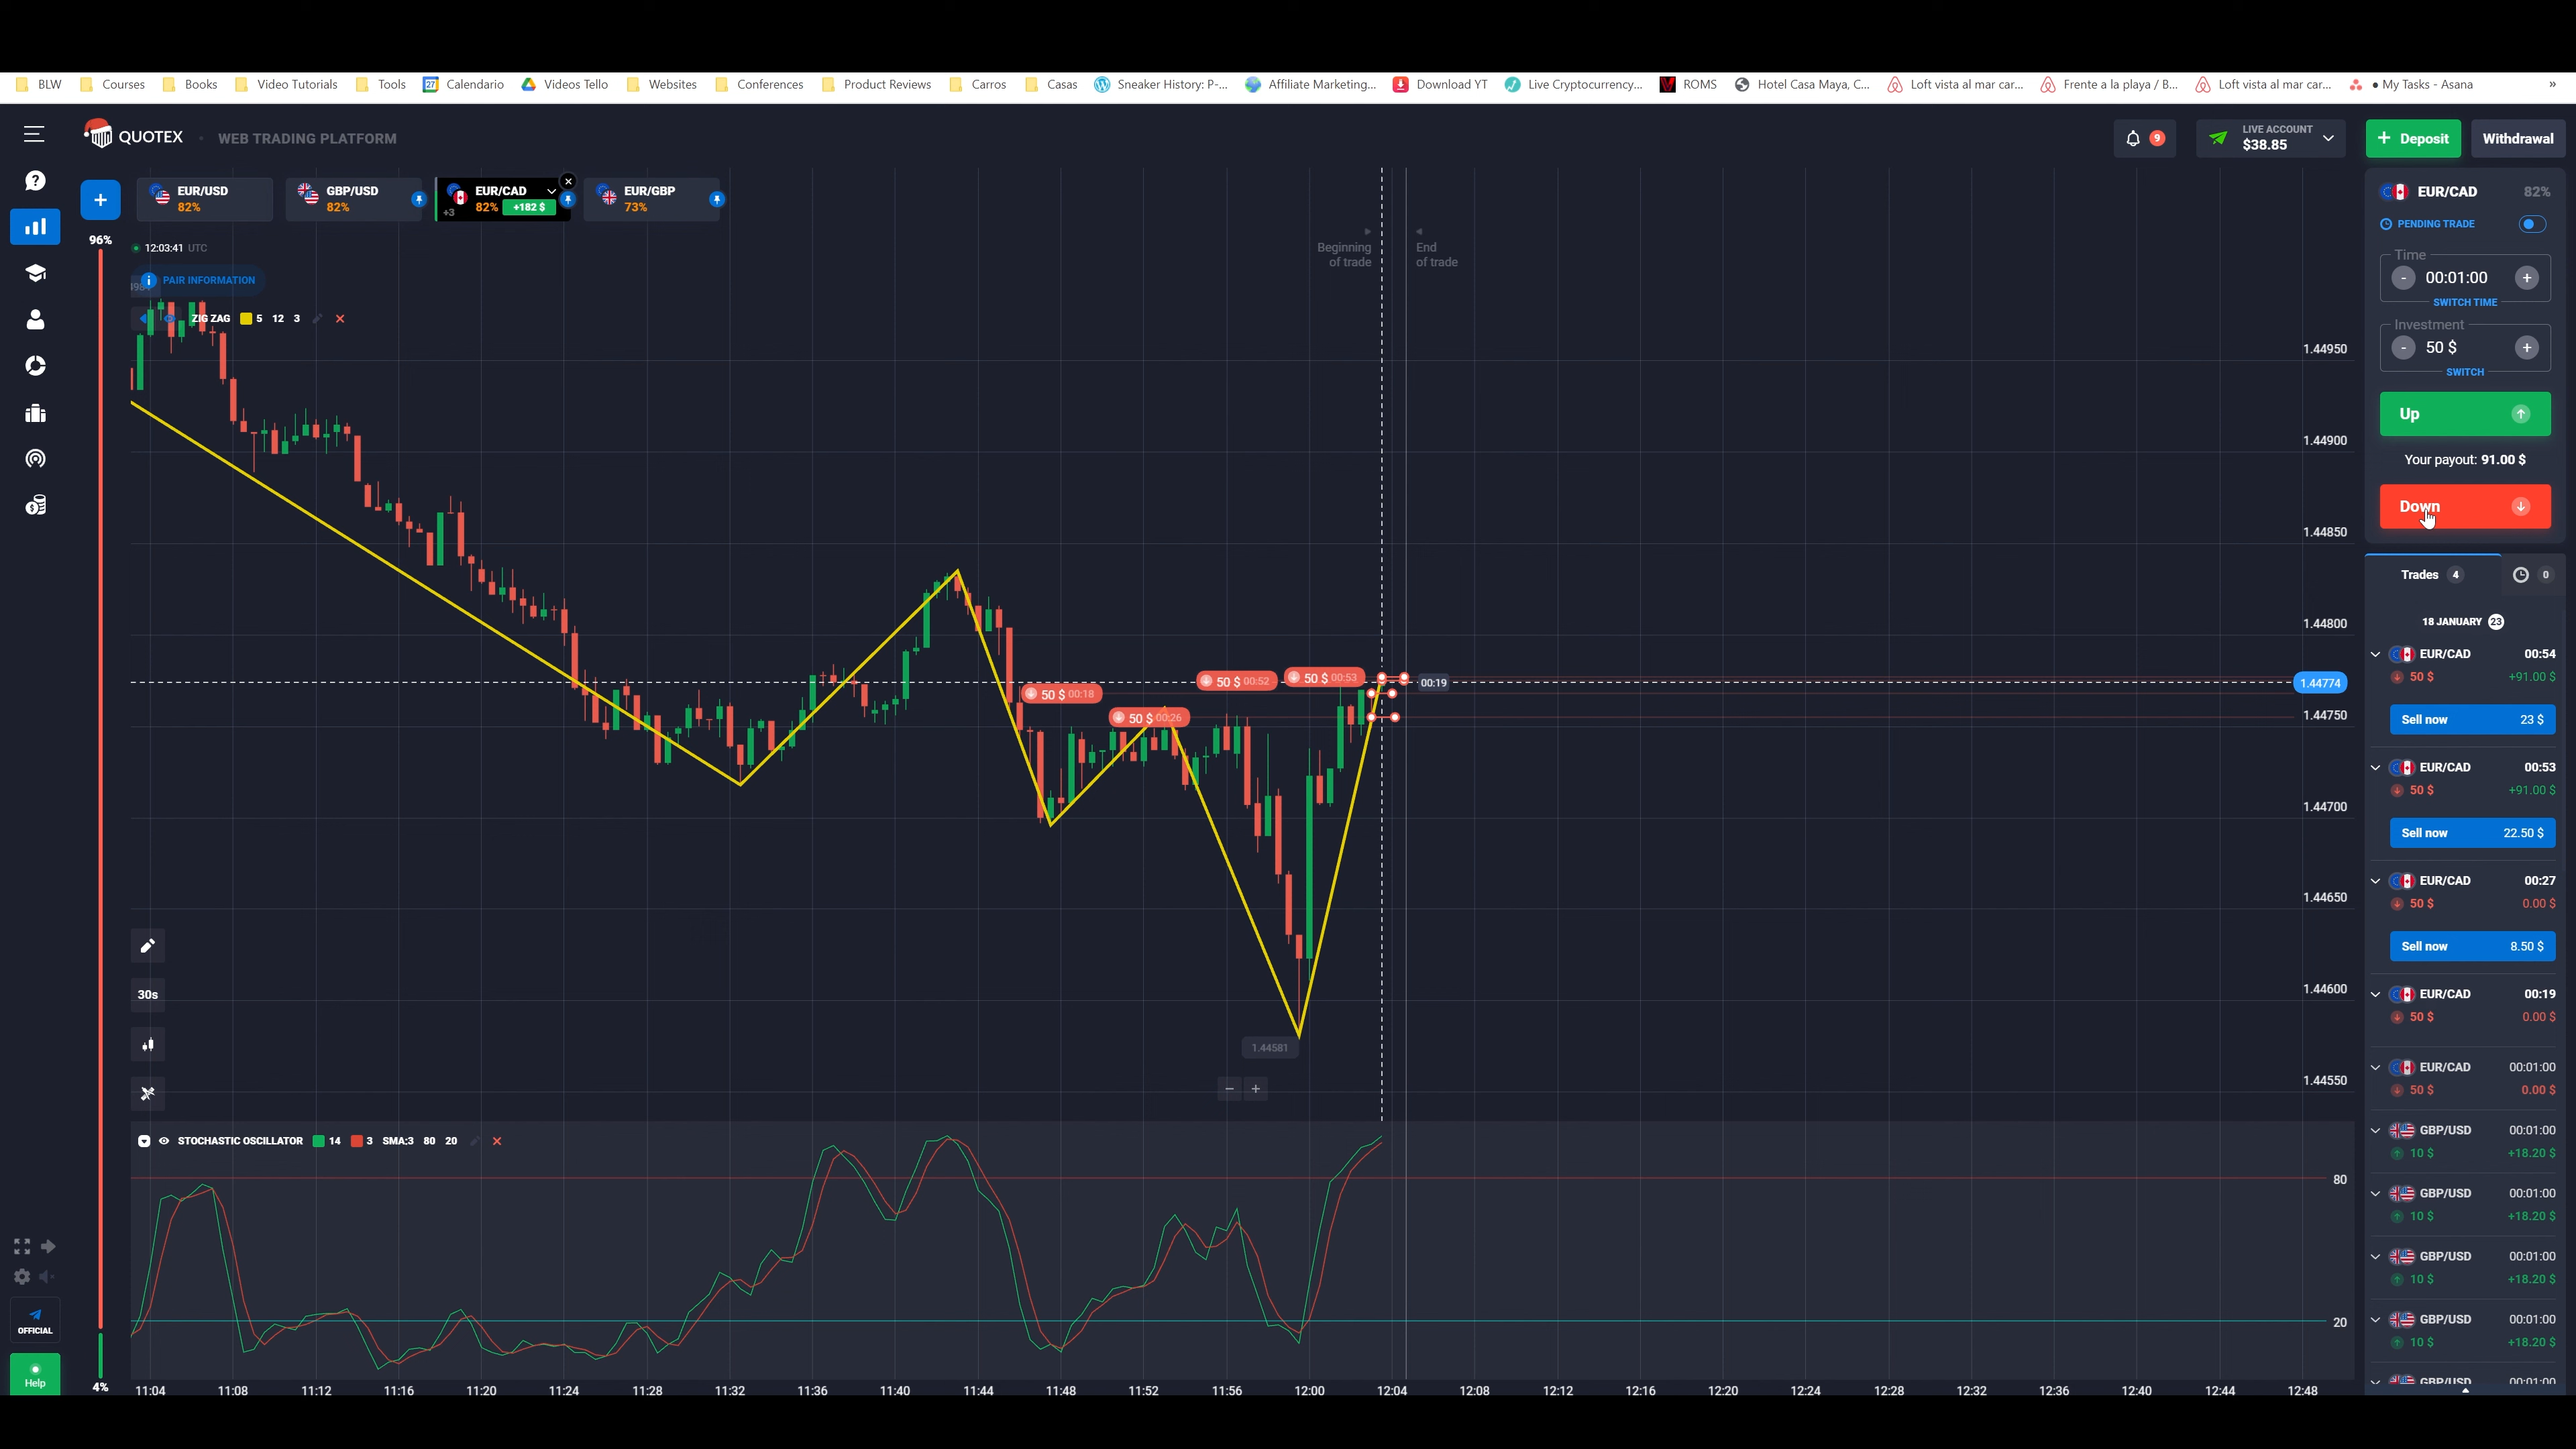 BLW Courses Books Video Tutorials Tools Calendario Videos Tello Websites Conferences Product Reviews Carros Casas Sneaker History: P-... Affiliate Marketing... Download YT Live Cryptocurrency... ROMS Hotel Casa Maya, C... Loft vista al mar car... Frente a la playa / B... Loft vista al mar car... • My Tasks - Asana »
QUOTEX · WEB TRADING PLATFORM
9
LIVE ACCOUNT
$38.85
+ Deposit
Withdrawal
EUR/USD
82%
GBP/USD
82%
EUR/CAD
+3 82% +182 $
EUR/GBP
73%
96%
12:03:41 UTC
PAIR INFORMATION
ZIG ZAG 5 12 3
Beginning
of trade
End
of trade
1.44950
1.44900
1.44850
1.44800
1.44774
1.44750
1.44700
1.44650
1.44600
1.44550
50 $ 00:18
50 $ 00:26
50 $ 00:52
50 $ 00:53
00:19
1.44581
- +
30s
STOCHASTIC OSCILLATOR 14 3 SMA:3 80 20
80
20
OFFICIAL
Help
4%
11:04 11:08 11:12 11:16 11:20 11:24 11:28 11:32 11:36 11:40 11:44 11:48 11:52 11:56 12:00 12:04 12:08 12:12 12:16 12:20 12:24 12:28 12:32 12:36 12:40 12:44 12:48
EUR/CAD 82%
PENDING TRADE
Time
- 00:01:00 +
SWITCH TIME
Investment
- 50 $ +
SWITCH
Up
Your payout: 91.00 $
Down
Trades 4
0
18 JANUARY 23
EUR/CAD 00:54
50 $ +91.00 $
Sell now 23 $
EUR/CAD 00:53
50 $ +91.00 $
Sell now 22.50 $
EUR/CAD 00:27
50 $ 0.00 $
Sell now 8.50 $
EUR/CAD 00:19
50 $ 0.00 $
EUR/CAD 00:01:00
50 $ 0.00 $
GBP/USD 00:01:00
10 $ +18.20 $
GBP/USD 00:01:00
10 $ +18.20 $
GBP/USD 00:01:00
10 $ +18.20 $
GBP/USD 00:01:00
10 $ +18.20 $
GBP/USD 00:01:00